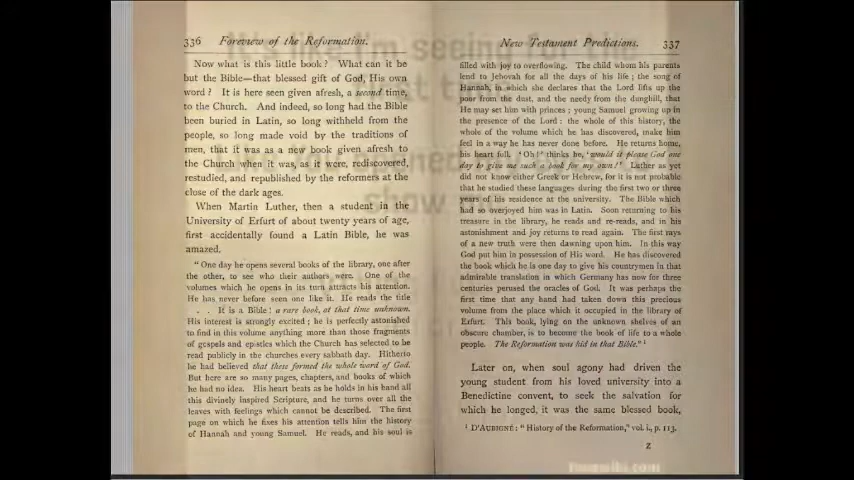 336 Foreview of the Reformation.
Now what is this little book? What can it be
but the Bible—that blessed gift of God, His own
word? It is here seen given afresh, a second time,
to the Church. And indeed, so long had the Bible
been buried in Latin, so long withheld from the
people, so long made void by the traditions of
men, that it was as a new book given afresh to
the Church when it was, as it were, rediscovered,
restudied, and republished by the reformers at the
close of the dark ages.
When Martin Luther, then a student in the
University of Erfurt of about twenty years of age,
first accidentally found a Latin Bible, he was
amazed.
"One day he opens several books of the library, one after
the other, to see who their authors were. One of the
volumes which he opens in its turn attracts his attention.
He has never before seen one like it. He reads the title
. . It is a Bible! a rare book, at that time unknown.
His interest is strongly excited; he is perfectly astonished
to find in this volume anything more than those fragments
of gospels and epistles which the Church has selected to be
read publicly in the churches every sabbath day. Hitherto
he had believed that these formed the whole word of God.
But here are so many pages, chapters, and books of which
he had no idea. His heart beats as he holds in his hand all
this divinely inspired Scripture, and he turns over all the
leaves with feelings which cannot be described. The first
page on which he fixes his attention tells him the history
of Hannah and young Samuel. He reads, and his soul is
New Testament Predictions. 337
filled with joy to overflowing. The child whom his parents
lend to Jehovah for all the days of his life; the song of
Hannah, in which she declares that the Lord lifts up the
poor from the dust, and the needy from the dunghill, that
He may set him with princes; young Samuel growing up in
the presence of the Lord: the whole of this history, the
whole of the volume which he has discovered, make him
feel in a way he has never done before. He returns home,
his heart full. 'Oh!' thinks he, 'would it please God one
day to give me such a book for my own!' Luther as yet
did not know either Greek or Hebrew, for it is not probable
that he studied these languages during the first two or three
years of his residence at the university. The Bible which
had so overjoyed him was in Latin. Soon returning to his
treasure in the library, he reads and re-reads, and in his
astonishment and joy returns to read again. The first rays
of a new truth were then dawning upon him. In this way
God put him in possession of His word. He has discovered
the book which he is one day to give his countrymen in that
admirable translation in which Germany has now for three
centuries perused the oracles of God. It was perhaps the
first time that any hand had taken down this precious
volume from the place which it occupied in the library of
Erfurt. This book, lying on the unknown shelves of an
obscure chamber, is to become the book of life to a whole
people. The Reformation was hid in that Bible." 1
Later on, when soul agony had driven the
young student from his loved university into a
Benedictine convent, to seek the salvation for
which he longed, it was the same blessed book,
1 D'AUBIGNÉ: "History of the Reformation," vol. i., p. 113.
Z
It's like I'm seeing for the
first